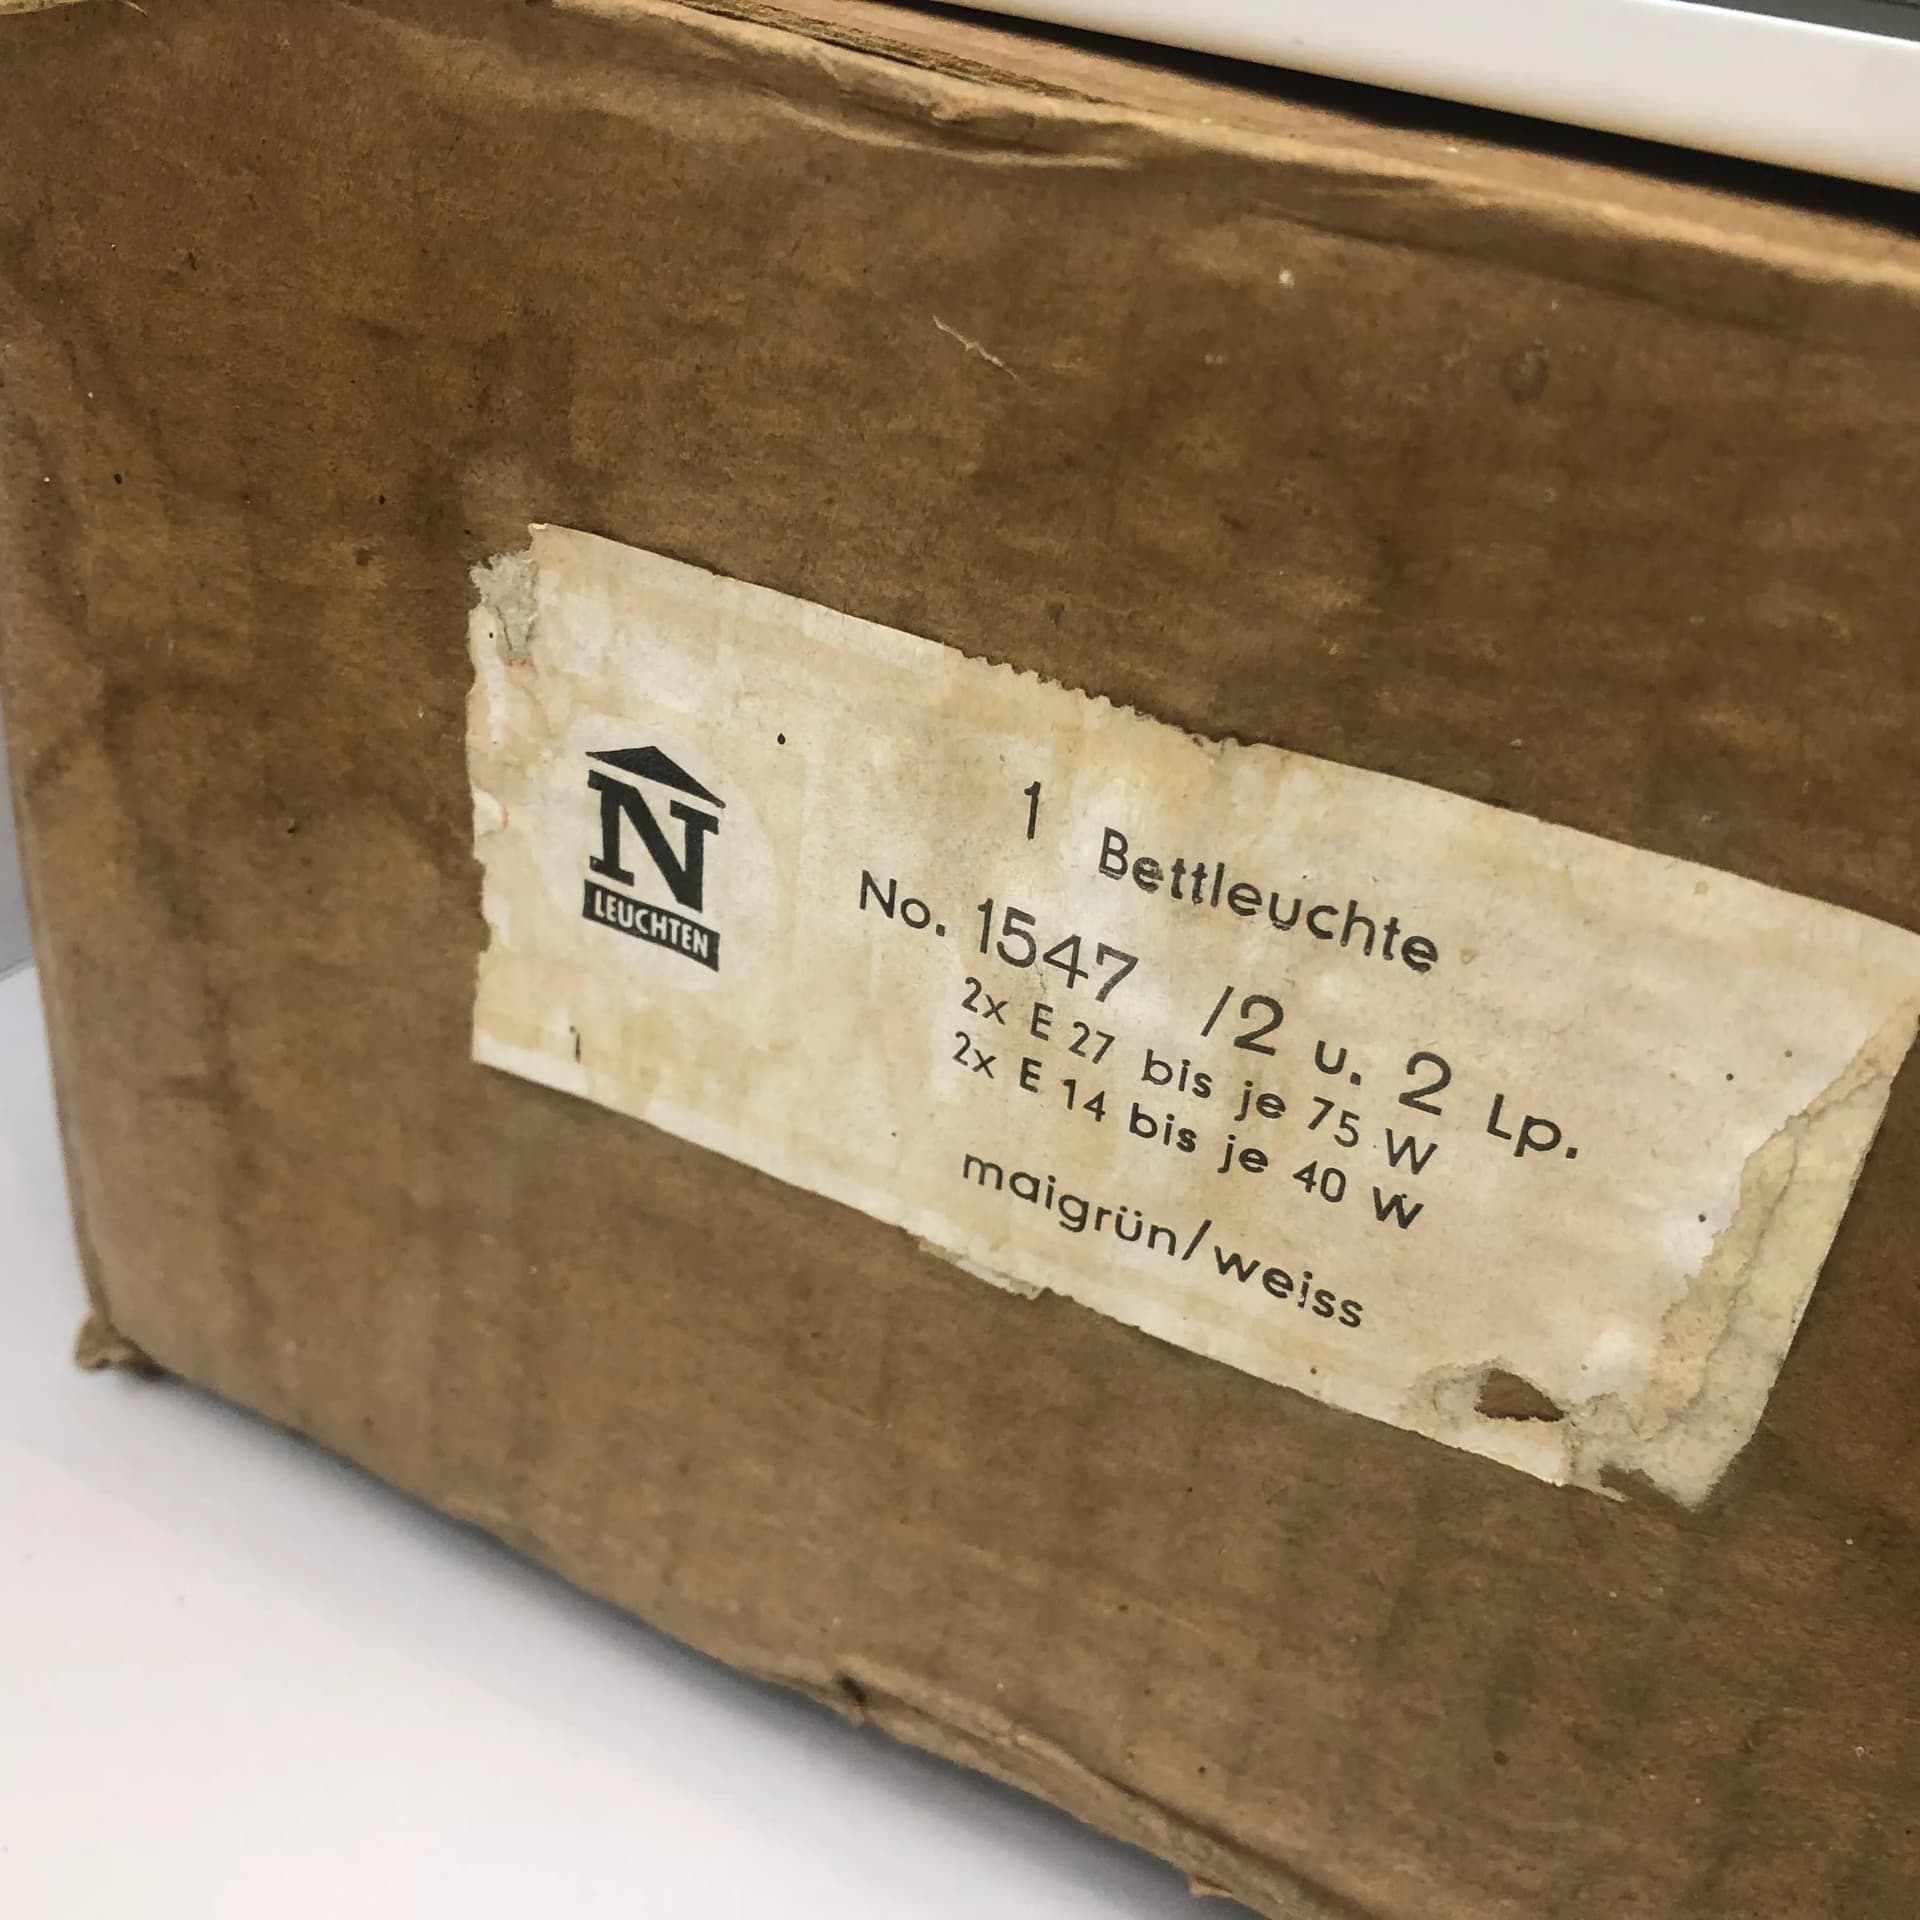 N
LEUCHTEN
1 Bettleuchte
No. 1547 /2 u. 2 Lp.
2x E 27 bis je 75 W
2x E 14 bis je 40 W
maigrün/weiss